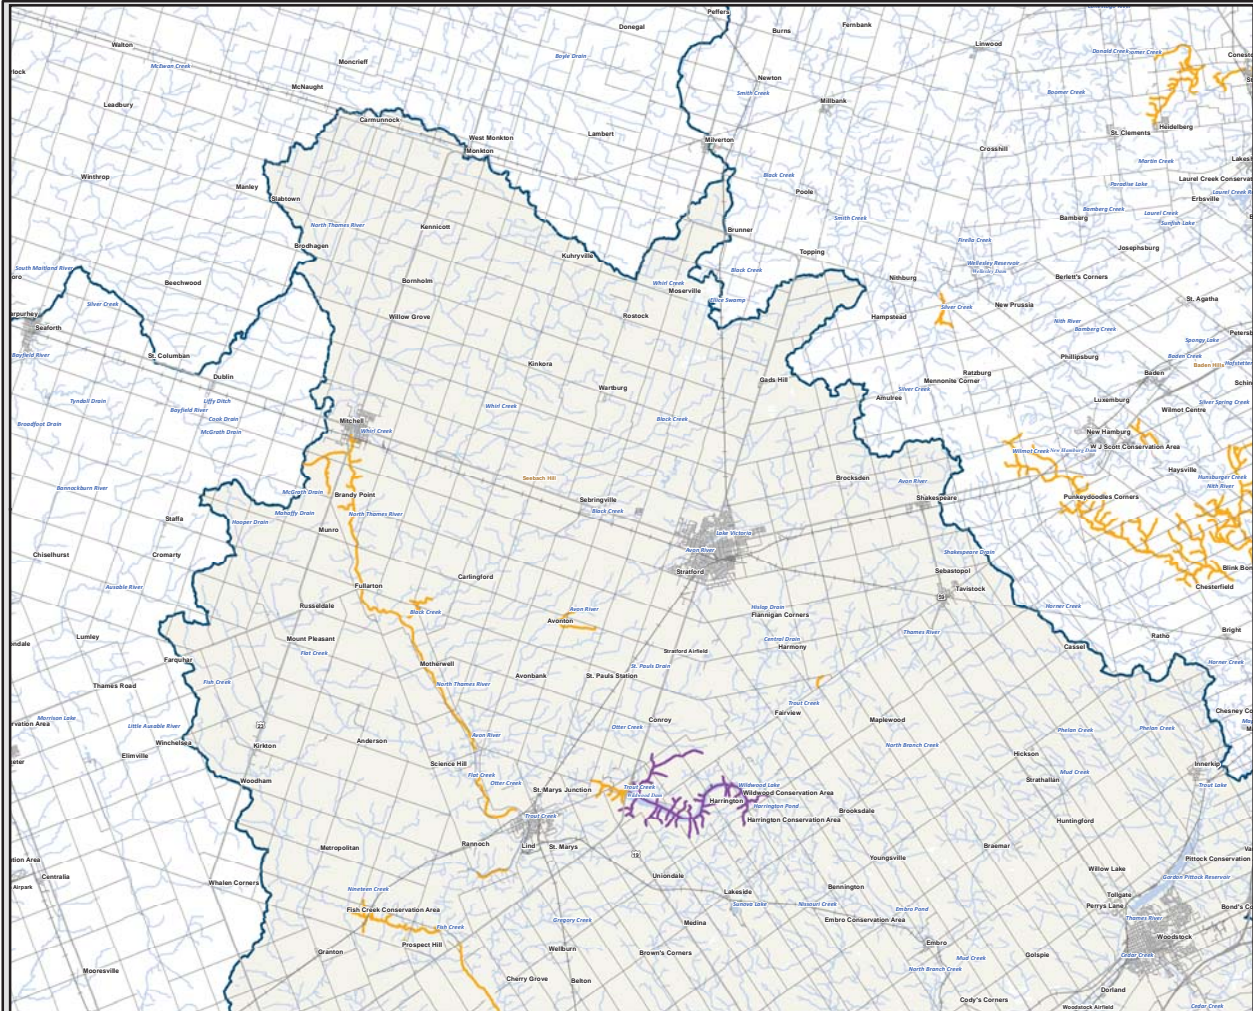 Peffers
Donegal
Fernbank
Burns
Walton
Linwood
Boyle Drain
Donald Creek
Moncrieff
McEwan Creek
Newton
McNaught
Smith Creek
Boomer Creek
Millbank
Leadbury
Carmunnock
Heidelberg
St. Clements
Lambert
West Monkton
Milverton
Monkton
Crosshill
Martin Creek
Winthrop
Black Creek
Laurel Creek Conservat
Manley
Paradise Lake
Poole
Slabtown
Erbsville
Bamberg Creek
Laurel Creek
Bamberg
Smith Creek
Sunfish Lake
North Thames River
Kennicott
Brunner
Firella Creek
Brodhagen
Josephsburg
Topping
Kuhryville
Wellesley Reservoir
South Maitland River
Black Creek
Wellesley Dam
Berlet's Corners
Nithburg
Bornholm
Beechwood
Whirl Creek
Moserville
Ellice Swamp
St. Agatha
Silver Creek
Silver Creek
New Prussia
Rostock
Hampstead
Willow Grove
Nith River
Seaforth
Bamberg Creek
Spongy Lake
Bayfield River
St. Columban
Phillipsburg
Baden Creek
Kinkora
Baden Hills
Ratzburg
Baden
Dublin
Gads Hill
Mennonite Corner
Wartburg
Silver Creek
Amulree
Luxemburg
Tyndall Drain
Liffy Ditch
Silver Spring Creek
Bayfield River
Whirl Creek
Wilmot Centre
Cook Drain
Black Creek
Mitchell
Broadfoot Drain
McGrath Drain
Whirl Creek
New Hamburg
W J Scott Conservation Area
Wilmot Creek
New Hamburg Dam
Haysville
Seebach Hill
Brocksden
Hunsburger Creek
Avon River
Bannockburn River
Nith River
McGrath Drain
Brandy Point
Shakespeare
Punkeydoodles Corners
Sebringville
Black Creek
Mahaffy Drain
North Thames River
Staffa
Hooper Drain
Munro
Lake Victoria
Avon River
Chiselhurst
Cromarty
Shakespeare Drain
Stratford
Sebastopol
Carlingford
Fullarton
Ausable River
Chesterfield
Tavistock
59
Russeldale
Black Creek
Avon River
Hislop Drain
Horner Creek
Flannigan Corners
Avonton
Bright
Thames River
Ratho
Lumley
Mount Pleasant
Central Drain
Harmony
Cassel
Flat Creek
Stratford Airfield
Farquhar
Motherwell
St. Pauls Drain
Horner Creek
Avonbank
St. Pauls Station
Fish Creek
North Thames River
Thames Road
Trout Creek
Fairview
Morrison Lake
Conroy
Maplewood
Little Ausable River
23
Otter Creek
Phelan Creek
Phelan Creek
Avon River
Anderson
Winchelsea
Kirkton
North Branch Creek
Elimville
Hickson
Science Hill
Innerkip
Flat Creek
Mud Creek
Woodham
Otter Creek
Strathallan
St. Marys Junction
Trout Creek
Wildwood Lake
Trout Lake
Wildwood Dam
Wildwood Conservation Area
Harrington
Harrington Pond
Brooksdale
Trout Creek
Harrington Conservation Area
Huntingford
Rannoch
Lind
St. Marys
Braemar
Metropolitan
19
Youngsville
Pittock Conservation
Willow Lake
Centralia
Uniondale
Gordon Pittock Reservoir
Whalen Corners
Nineteen Creek
Lakeside
Bennington
Tollgate
Airpark
Sunova Lake
Nissouri Creek
Perrys Lane
Fish Creek Conservation Area
Embro Pond
Thames River
Gregory Creek
Embro Conservation Area
Fish Creek
Medina
Woodstock
Prospect Hill
Embro
Granton
Wellburn
Brown's Corners
Golspie
Cedar Creek
Mud Creek
Mooresville
North Branch Creek
Cherry Grove
Belton
Dorland
Cody's Corners
Woodstock Airfield
Cedar Creek